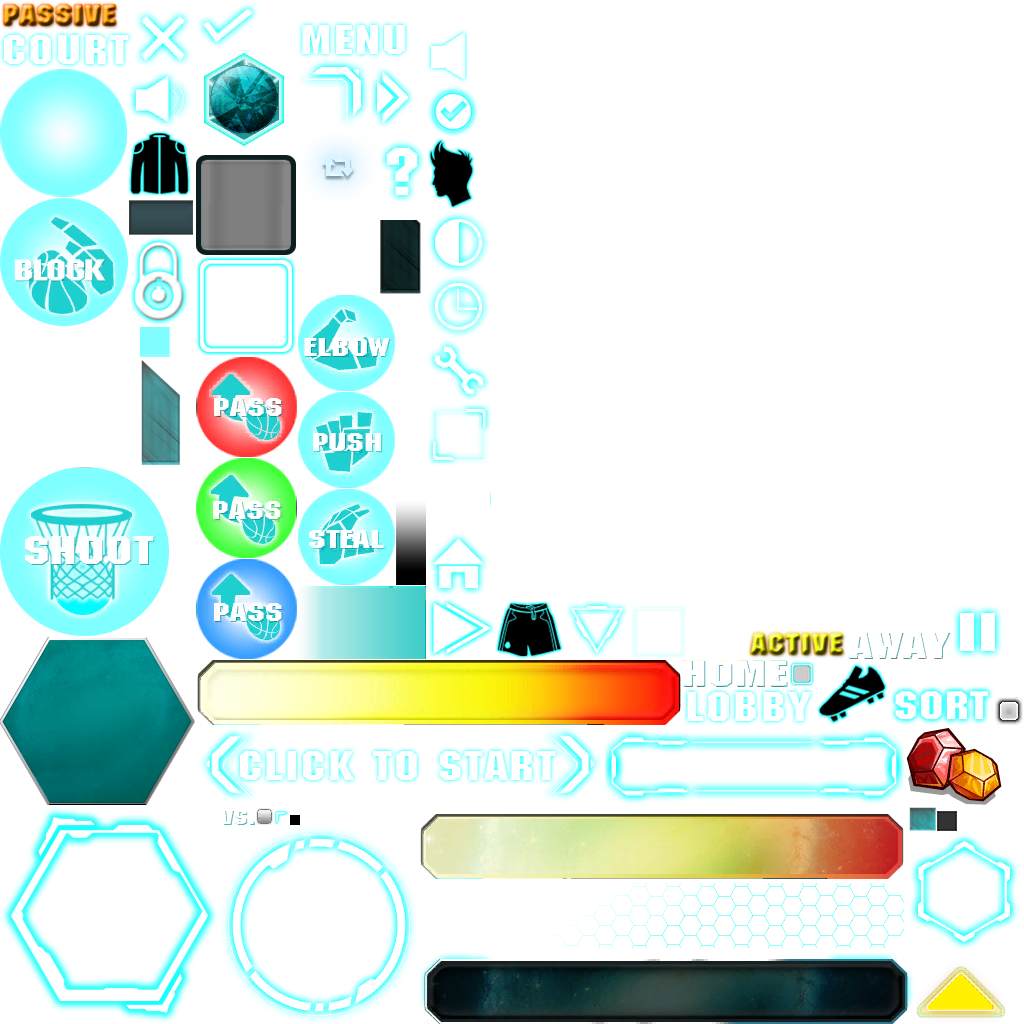 PASSIVE
COURT
MENU
BLOCK
ELBOW
PASS
PUSH
PASS
STEAL
SHOOT
PASS
ACTIVE
AWAY
HOME
LOBBY
SORT
CLICK TO START
VS.